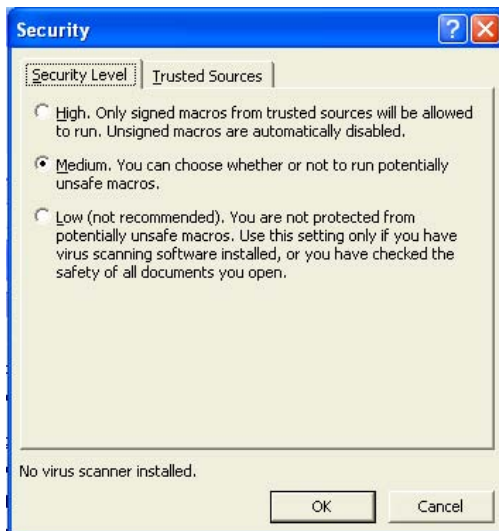 Security
Security Level
Trusted Sources
High. Only signed macros from trusted sources will be allowed
to run. Unsigned macros are automatically disabled.
Medium. You can choose whether or not to run potentially
unsafe macros.
Low (not recommended). You are not protected from
potentially unsafe macros. Use this setting only if you have
virus scanning software installed, or you have checked the
safety of all documents you open.
No virus scanner installed.
OK
Cancel